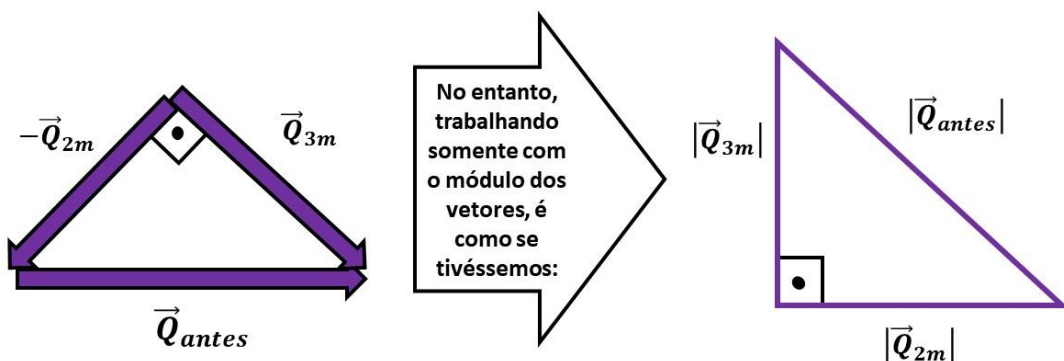 -Q⃗₂ₘ
Q⃗₃ₘ
Q⃗ₐₙₜₑₛ
No entanto,
trabalhando
somente com
o módulo dos
vetores, é
como se
tivéssemos:
|Q⃗₃ₘ|
|Q⃗ₐₙₜₑₛ|
|Q⃗₂ₘ|